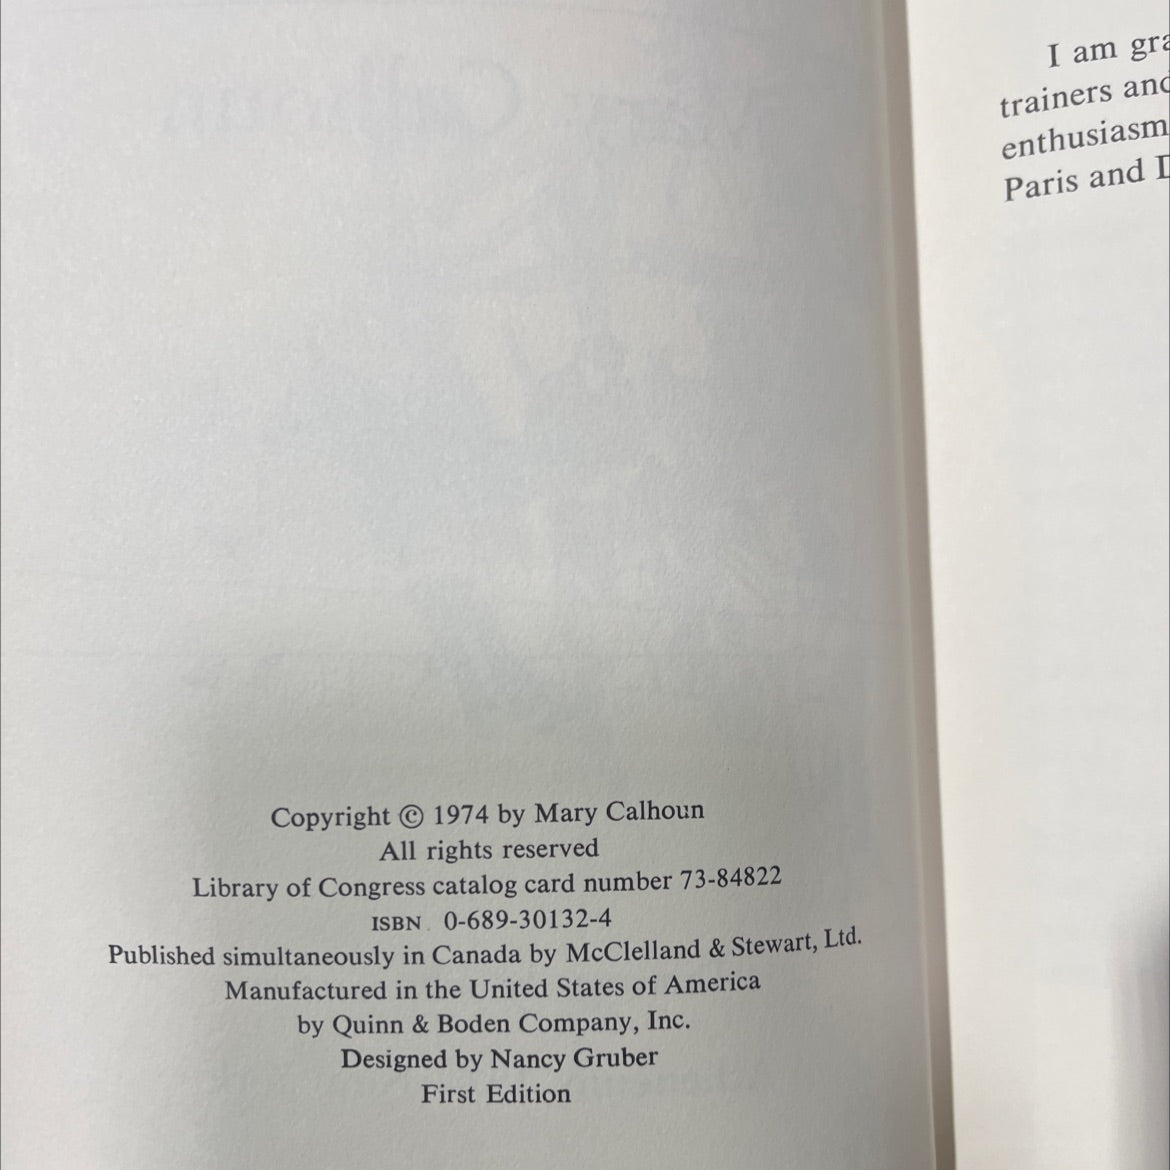 Copyright © 1974 by Mary Calhoun
All rights reserved
Library of Congress catalog card number 73-84822
ISBN 0-689-30132-4
Published simultaneously in Canada by McClelland & Stewart, Ltd.
Manufactured in the United States of America
by Quinn & Boden Company, Inc.
Designed by Nancy Gruber
First Edition
I am
trainers and
enthusiasm
Paris and